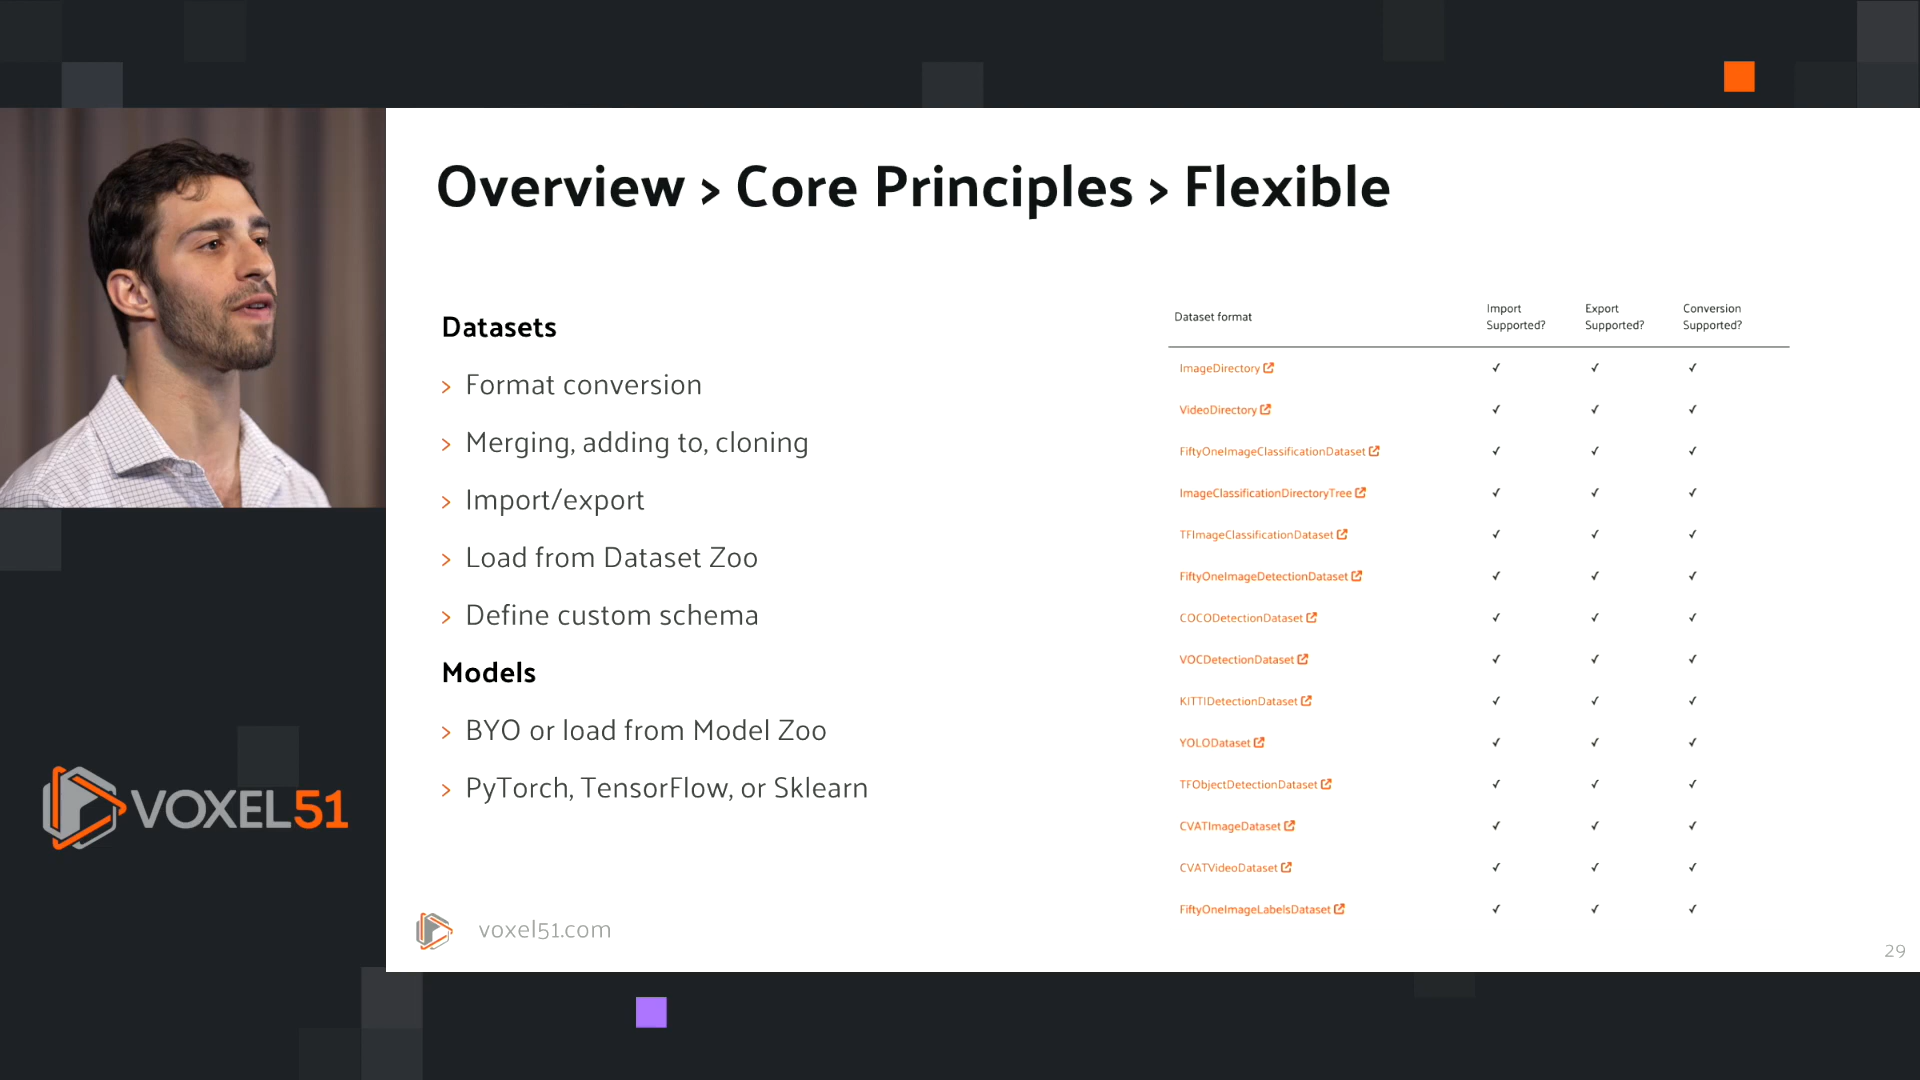 Overview > Core Principles > Flexible
Datasets
> Format conversion
> Merging, adding to, cloning
> Import/export
> Load from Dataset Zoo
> Define custom schema
Models
> BYO or load from Model Zoo
> PyTorch, TensorFlow, or Sklearn
Dataset format Import Supported? Export Supported? Conversion Supported?
ImageDirectory ✓ ✓ ✓
VideoDirectory ✓ ✓ ✓
FiftyOneImageClassificationDataset ✓ ✓ ✓
ImageClassificationDirectoryTree ✓ ✓ ✓
TFImageClassificationDataset ✓ ✓ ✓
FiftyOneImageDetectionDataset ✓ ✓ ✓
COCODetectionDataset ✓ ✓ ✓
VOCDetectionDataset ✓ ✓ ✓
KITTIDetectionDataset ✓ ✓ ✓
YOLODataset ✓ ✓ ✓
TFObjectDetectionDataset ✓ ✓ ✓
CVATImageDataset ✓ ✓ ✓
CVATVideoDataset ✓ ✓ ✓
FiftyOneImageLabelsDataset ✓ ✓ ✓
voxel51.com
29
VOXEL51